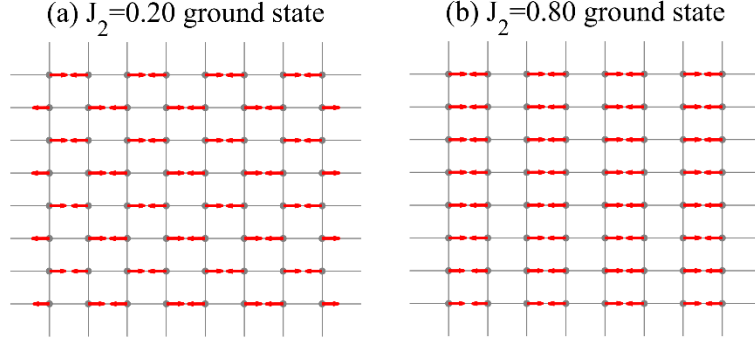 (a) J₂=0.20 ground state
(b) J₂=0.80 ground state